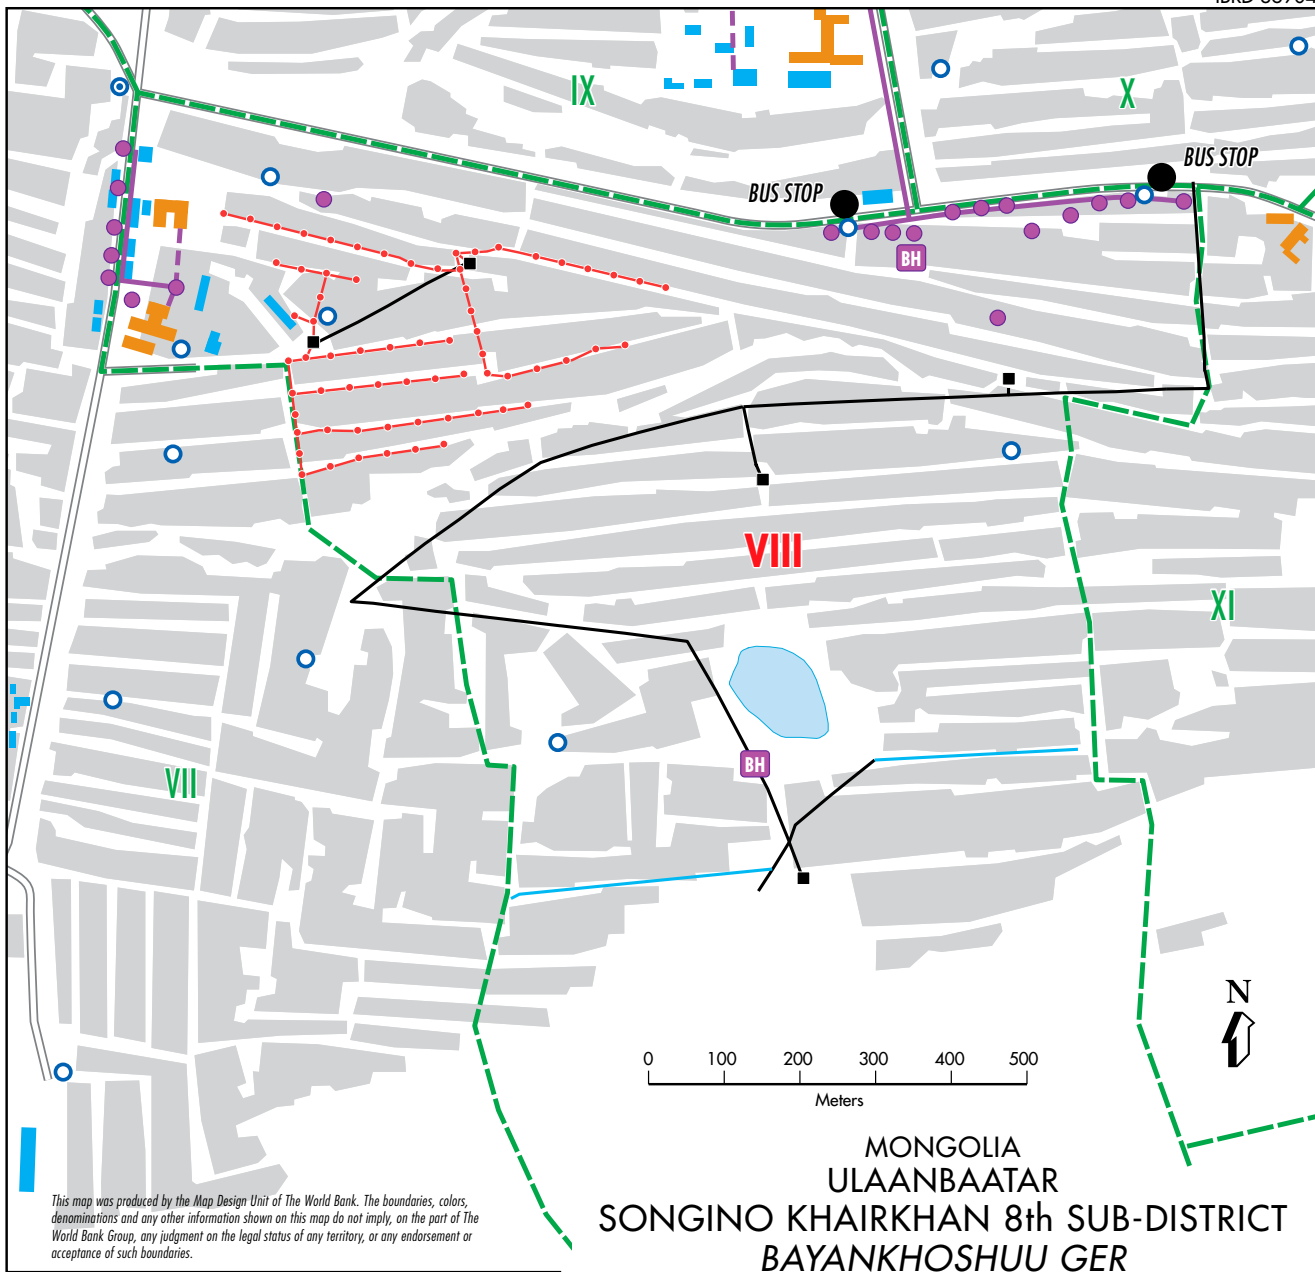 IX
X
BUS STOP
BUS STOP
BH
VIII
XI
BH
VII
N
0 100 200 300 400 500
Meters
MONGOLIA
ULAANBAATAR
SONGINO KHAIRKHAN 8th SUB-DISTRICT
BAYANKHOSHUU GER
This map was produced by the Map Design Unit of The World Bank. The boundaries, colors,
denominations and any other information shown on this map do not imply, on the part of The
World Bank Group, any judgment on the legal status of any territory, or any endorsement or
acceptance of such boundaries.